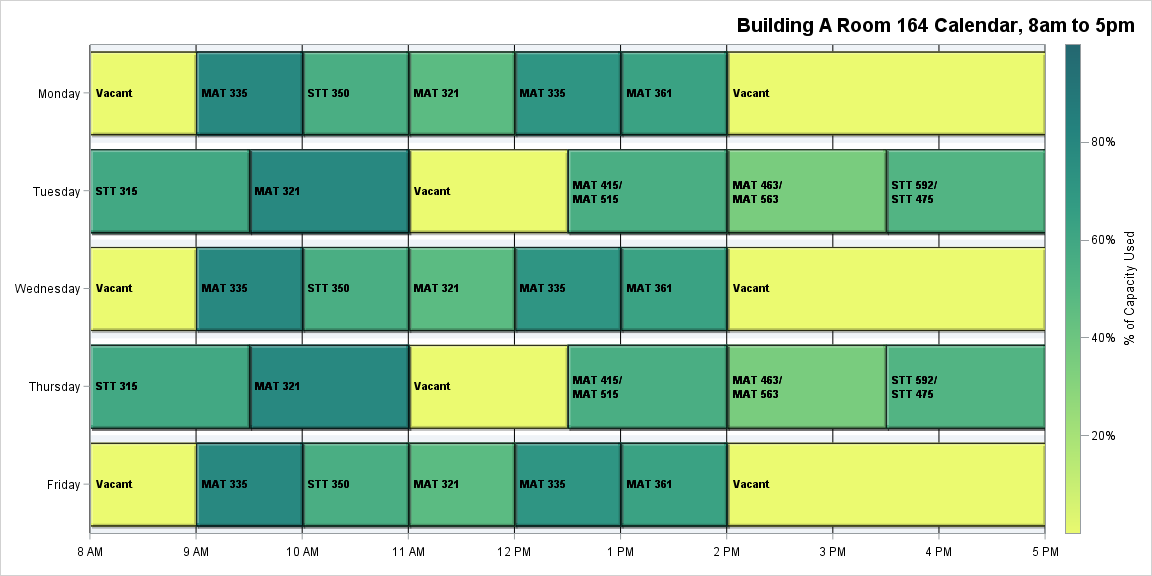 Building A Room 164 Calendar, 8am to 5pm
Monday
Vacant
MAT 335
STT 350
MAT 321
MAT 335
MAT 361
Vacant
Tuesday
STT 315
MAT 321
Vacant
MAT 415/
MAT 515
MAT 463/
MAT 563
STT 592/
STT 475
Wednesday
Vacant
MAT 335
STT 350
MAT 321
MAT 335
MAT 361
Vacant
Thursday
STT 315
MAT 321
Vacant
MAT 415/
MAT 515
MAT 463/
MAT 563
STT 592/
STT 475
Friday
Vacant
MAT 335
STT 350
MAT 321
MAT 335
MAT 361
Vacant
8 AM
9 AM
10 AM
11 AM
12 PM
1 PM
2 PM
3 PM
4 PM
5 PM
80%
60%
40%
20%
% of Capacity Used